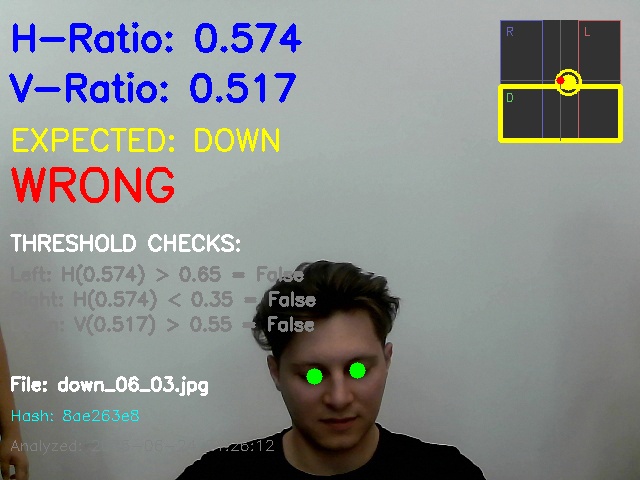 H-Ratio: 0.574
V-Ratio: 0.517
EXPECTED: DOWN
WRONG
R
L
D
THRESHOLD CHECKS:
Left: H(0.574) > 0.65 = False
H(0.574) < 0.35 = False
V(0.517) > 0.55 = False
File: down_06_03.jpg
Hash: 8ae263e8
Analyzed: